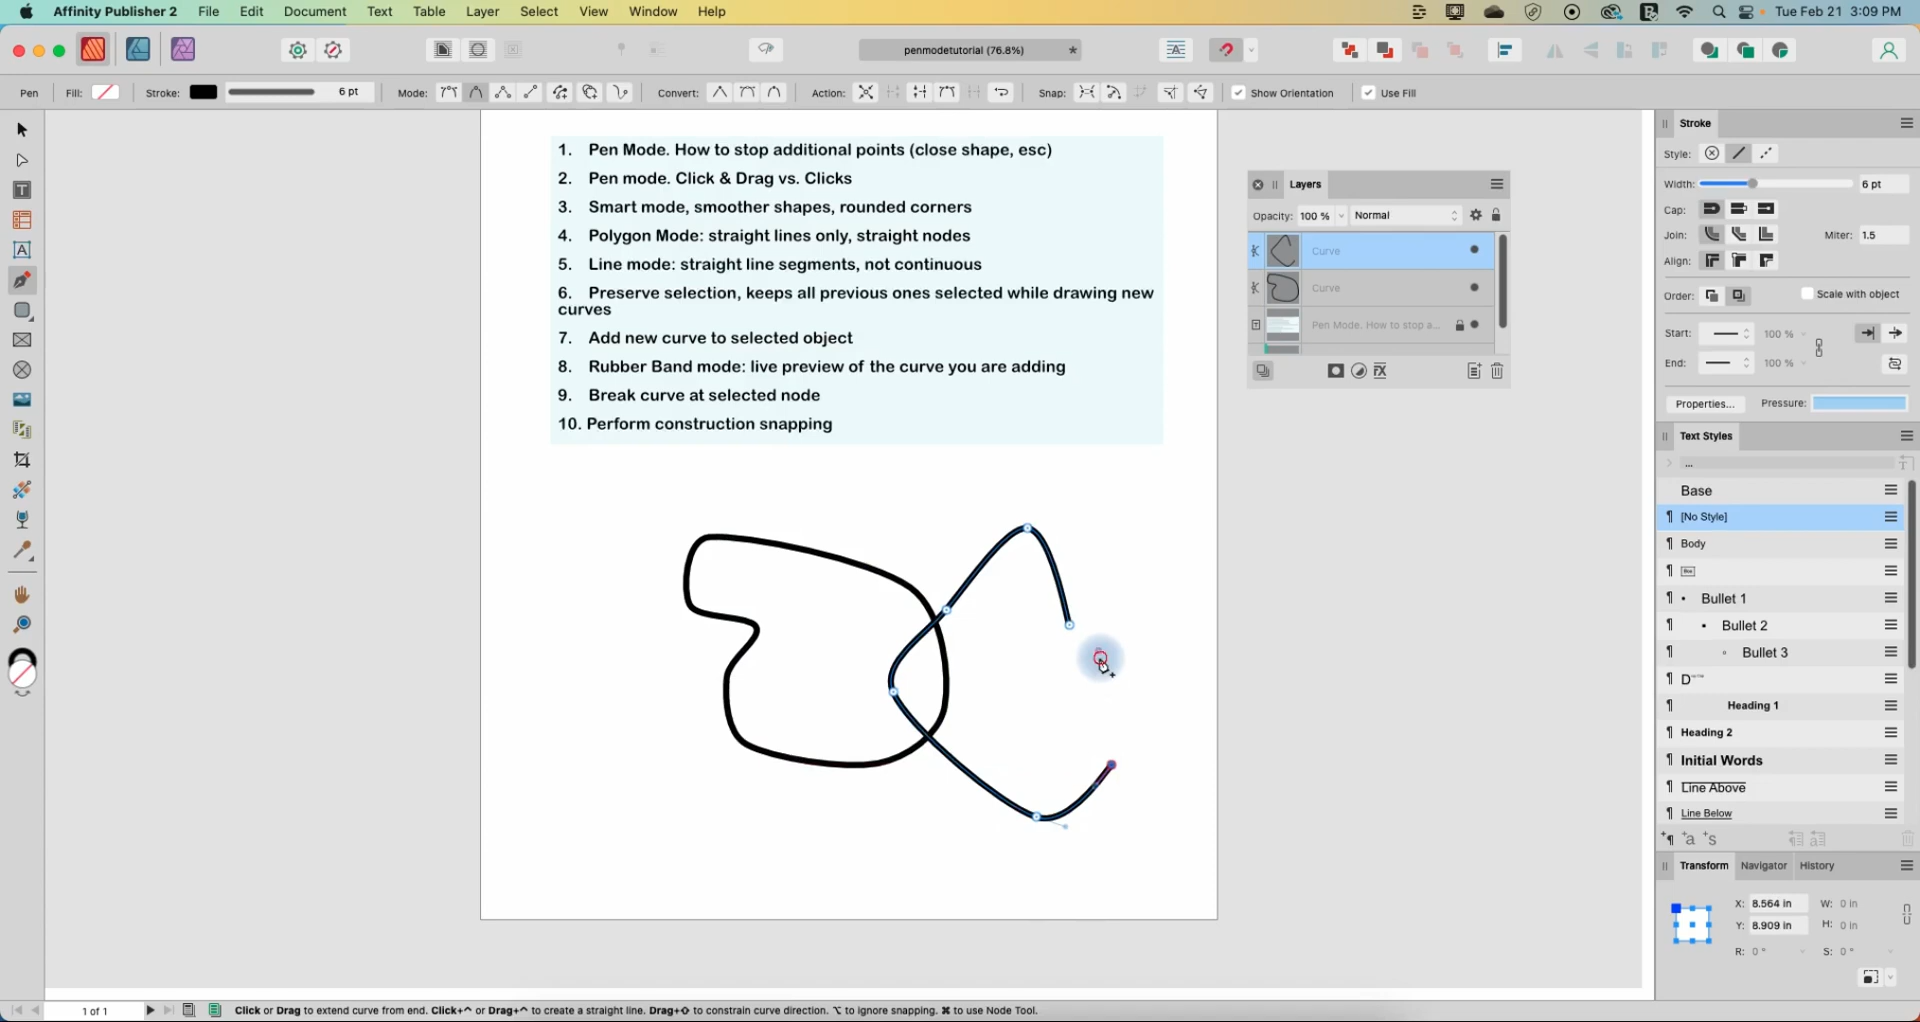 Affinity Publisher 2 File Edit Document Text Table Layer Select View Window Help Tue Feb 21 3:09 PM
penmodetutorial (76.8%) *
Pen Fill: Stroke: 6 pt Mode: Convert: Action: Snap: Show Orientation Use Fill
1. Pen Mode. How to stop additional points (close shape, esc)
2. Pen mode. Click & Drag vs. Clicks
3. Smart mode, smoother shapes, rounded corners
4. Polygon Mode: straight lines only, straight nodes
5. Line mode: straight line segments, not continuous
6. Preserve selection, keeps all previous ones selected while drawing new
curves
7. Add new curve to selected object
8. Rubber Band mode: live preview of the curve you are adding
9. Break curve at selected node
10. Perform construction snapping
Layers
Opacity: 100 % Normal
Curve
Curve
Pen Mode. How to stop a...
Stroke
Style:
Width: 6 pt
Cap:
Join: Miter: 1.5
Align:
Order: Scale with object
Start: 100 %
End: 100 %
Properties... Pressure:
Text Styles
...
Base
[No Style]
Body
Bullet 1
Bullet 2
Bullet 3
Heading 1
Heading 2
Initial Words
Line Above
Line Below
Transform Navigator History
X: 8.564 in W: 0 in
Y: 8.909 in H: 0 in
R: 0 ° S: 0 °
1 of 1 Click or Drag to extend curve from end. Click+⌃ or Drag+⌃ to create a straight line. Drag+⇧ to constrain curve direction. ⌥ to ignore snapping. ⌘ to use Node Tool.